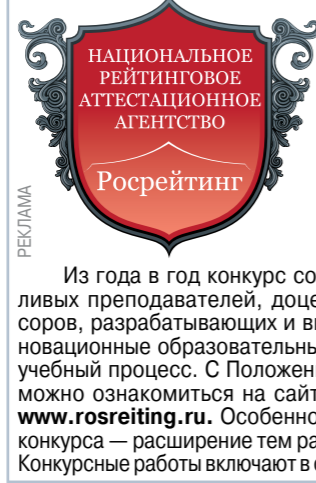 НАЦИОНАЛЬНОЕ
РЕЙТИНГОВОЕ
АТТЕСТАЦИОННОЕ
АГЕНТСТВО
Росрейтинг
РЕКЛАМА
Из года в год конкурс со
ливых преподавателей, доце
соров, разрабатывающих и в
новационные образовательны
учебный процесс. С Положен
можно ознакомиться на сайт
www.rosreiting.ru. Особенно
конкурса — расширение тем ра
Конкурсные работы включают в